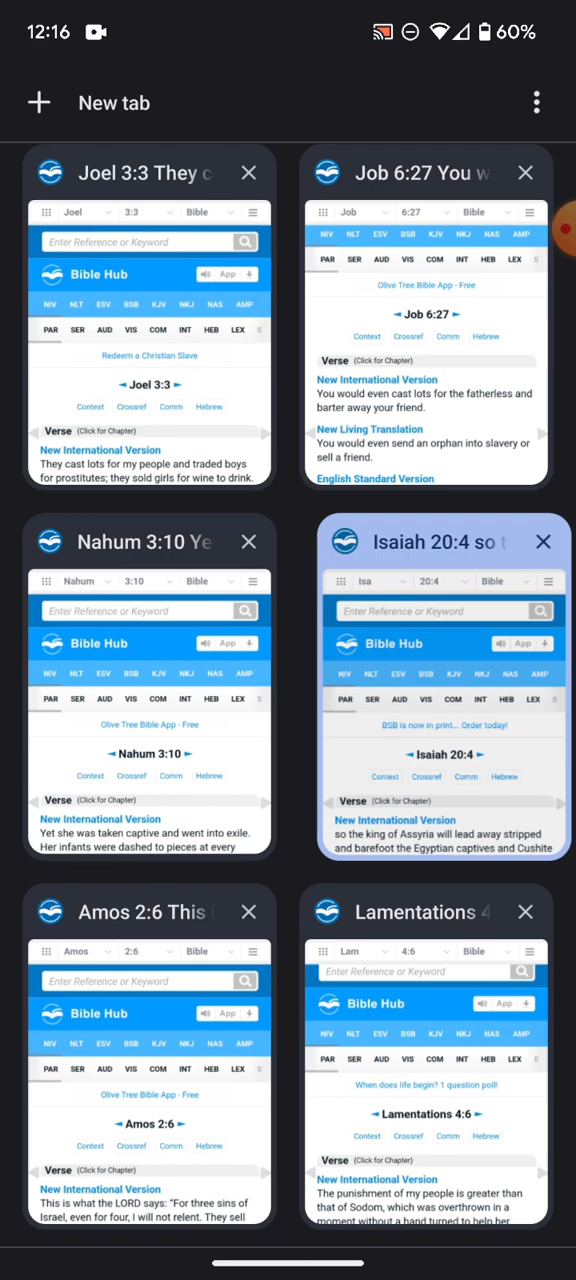 12:16
60%
New tab
Joel 3:3 They c
Joel 3:3 Bible
Enter Reference or Keyword
Bible Hub
App
NIV NLT ESV BSB KJV NKJ NAS AMP
PAR SER AUD VIS COM INT HEB LEX S
Redeem a Christian Slave
Joel 3:3
Context Crossref Comm Hebrew
Verse (Click for Chapter)
New International Version
They cast lots for my people and traded boys
for prostitutes; they sold girls for wine to drink.
Job 6:27 You w
Job 6:27 Bible
NIV NLT ESV BSB KJV NKJ NAS AMP
PAR SER AUD VIS COM INT HEB LEX S
Olive Tree Bible App - Free
Job 6:27
Context Crossref Comm Hebrew
Verse (Click for Chapter)
New International Version
You would even cast lots for the fatherless and
barter away your friend.
New Living Translation
You would even send an orphan into slavery or
sell a friend.
English Standard Version
Nahum 3:10 Ye
Nahum 3:10 Bible
Enter Reference or Keyword
Bible Hub
App
NIV NLT ESV BSB KJV NKJ NAS AMP
PAR SER AUD VIS COM INT HEB LEX S
Olive Tree Bible App - Free
Nahum 3:10
Context Crossref Comm Hebrew
Verse (Click for Chapter)
New International Version
Yet she was taken captive and went into exile.
Her infants were dashed to pieces at every
Isaiah 20:4 so t
Isa 20:4 Bible
Enter Reference or Keyword
Bible Hub
App
NIV NLT ESV BSB KJV NKJ NAS AMP
PAR SER AUD VIS COM INT HEB LEX S
BSB is now in print... Order today!
Isaiah 20:4
Context Crossref Comm Hebrew
Verse (Click for Chapter)
New International Version
so the king of Assyria will lead away stripped
and barefoot the Egyptian captives and Cushite
Amos 2:6 This i
Amos 2:6 Bible
Enter Reference or Keyword
Bible Hub
App
NIV NLT ESV BSB KJV NKJ NAS AMP
PAR SER AUD VIS COM INT HEB LEX S
Olive Tree Bible App - Free
Amos 2:6
Context Crossref Comm Hebrew
Verse (Click for Chapter)
New International Version
This is what the LORD says: “For three sins of
Israel, even for four, I will not relent. They sell
Lamentations 4
Lam 4:6 Bible
Enter Reference or Keyword
Bible Hub
App
NIV NLT ESV BSB KJV NKJ NAS AMP
PAR SER AUD VIS COM INT HEB LEX S
When does life begin? 1 question poll!
Lamentations 4:6
Context Crossref Comm Hebrew
Verse (Click for Chapter)
New International Version
The punishment of my people is greater than
that of Sodom, which was overthrown in a
moment without a hand turned to help her